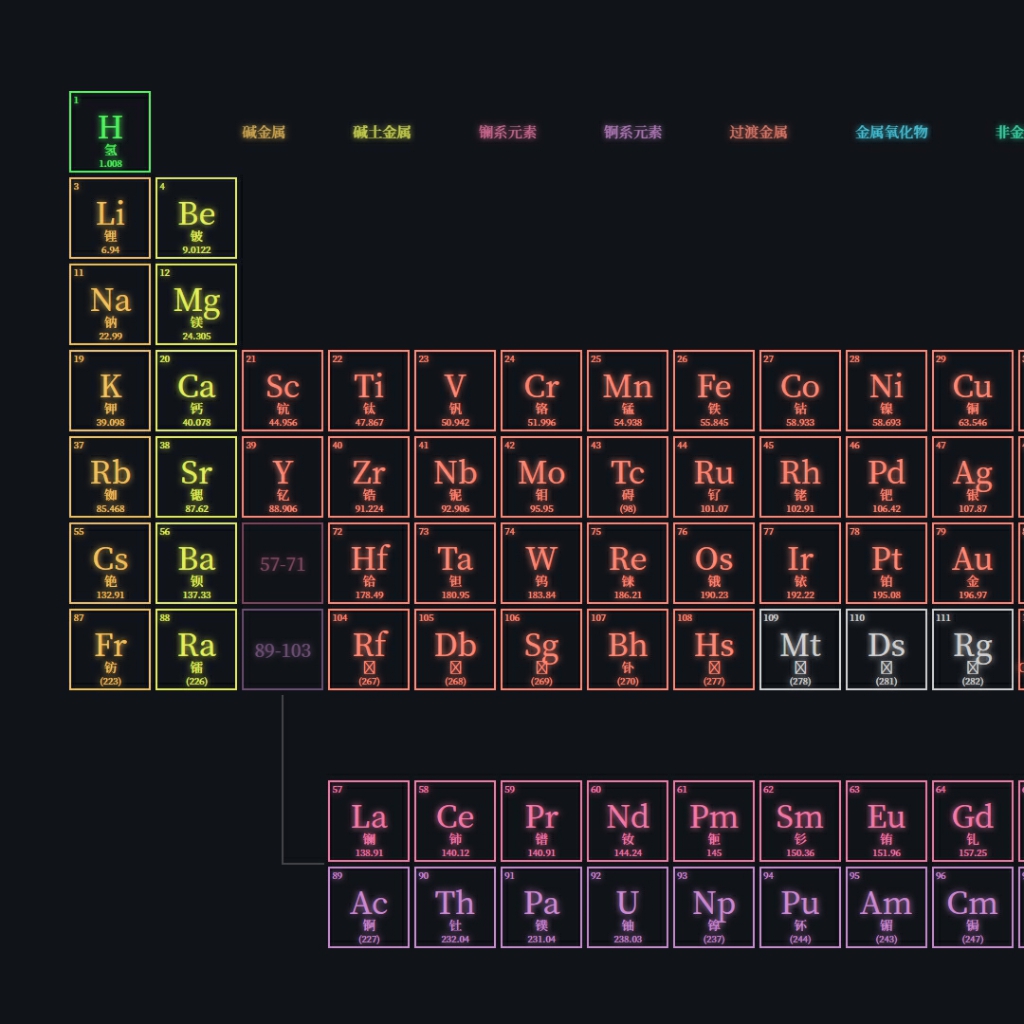 1
H
氢
1.008
碱金属
碱土金属
镧系元素
锕系元素
过渡金属
金属氧化物
非金
3
Li
锂
6.94
4
Be
铍
9.0122
11
Na
钠
22.99
12
Mg
镁
24.305
19
K
钾
39.098
20
Ca
钙
40.078
21
Sc
钪
44.956
22
Ti
钛
47.867
23
V
钒
50.942
24
Cr
铬
51.996
25
Mn
锰
54.938
26
Fe
铁
55.845
27
Co
钴
58.933
28
Ni
镍
58.693
29
Cu
铜
63.546
37
Rb
铷
85.468
38
Sr
锶
87.62
39
Y
钇
88.906
40
Zr
锆
91.224
41
Nb
铌
92.906
42
Mo
钼
95.95
43
Tc
碍
(98)
44
Ru
钌
101.07
45
Rh
铑
102.91
46
Pd
钯
106.42
47
Ag
银
107.87
55
Cs
铯
132.91
56
Ba
钡
137.33
57-71
72
Hf
铪
178.49
73
Ta
钽
180.95
74
W
钨
183.84
75
Re
铼
186.21
76
Os
锇
190.23
77
Ir
铱
192.22
78
Pt
铂
195.08
79
Au
金
196.97
87
Fr
钫
(223)
88
Ra
镭
(226)
89-103
104
Rf
(267)
105
Db
(268)
106
Sg
(269)
107
Bh
(270)
108
Hs
(277)
109
Mt
(278)
110
Ds
(281)
111
Rg
(282)
57
La
镧
138.91
58
Ce
铈
140.12
59
Pr
错
140.91
60
Nd
钕
144.24
61
Pm
钷
145
62
Sm
钐
150.36
63
Eu
铕
151.96
64
Gd
钆
157.25
89
Ac
锕
(227)
90
Th
钍
232.04
91
Pa
镤
231.04
92
U
铀
238.03
93
Np
镎
(237)
94
Pu
钚
(244)
95
Am
镅
(243)
96
Cm
锔
(247)